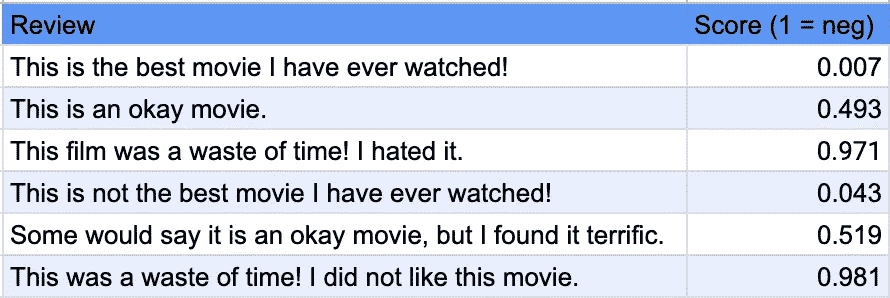 Review Score (1 = neg)
This is the best movie I have ever watched! 0.007
This is an okay movie. 0.493
This film was a waste of time! I hated it. 0.971
This is not the best movie I have ever watched! 0.043
Some would say it is an okay movie, but I found it terrific. 0.519
This was a waste of time! I did not like this movie. 0.981